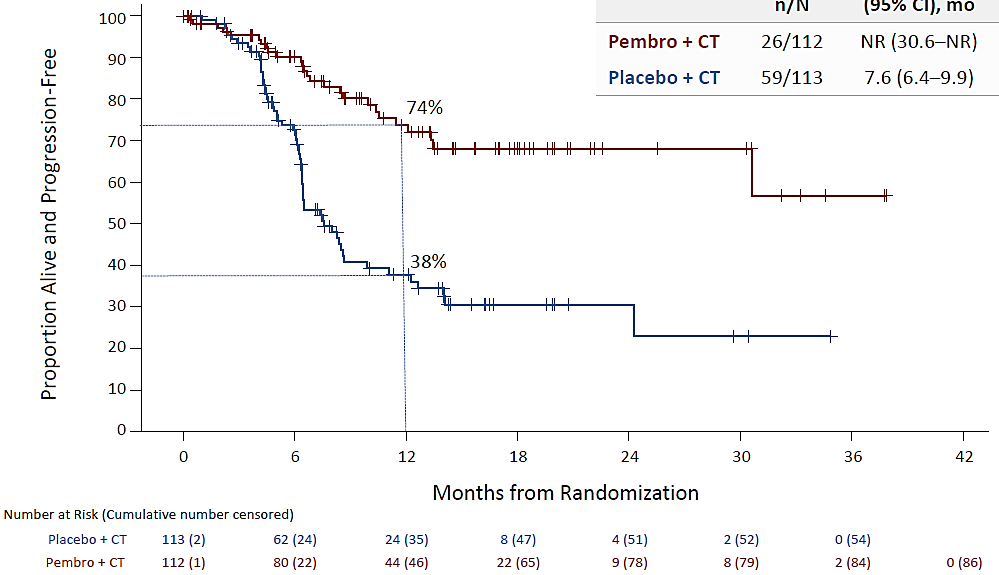 n/N (95% CI), mo
Pembro + CT 26/112 NR (30.6–NR)
Placebo + CT 59/113 7.6 (6.4–9.9)
Proportion Alive and Progression-Free
100
90
80
70
60
50
40
30
20
10
0
74%
38%
0 6 12 18 24 30 36 42
Months from Randomization
Number at Risk (Cumulative number censored)
Placebo + CT 113 (2) 62 (24) 24 (35) 8 (47) 4 (51) 2 (52) 0 (54)
Pembro + CT 112 (1) 80 (22) 44 (46) 22 (65) 9 (78) 8 (79) 2 (84) 0 (86)